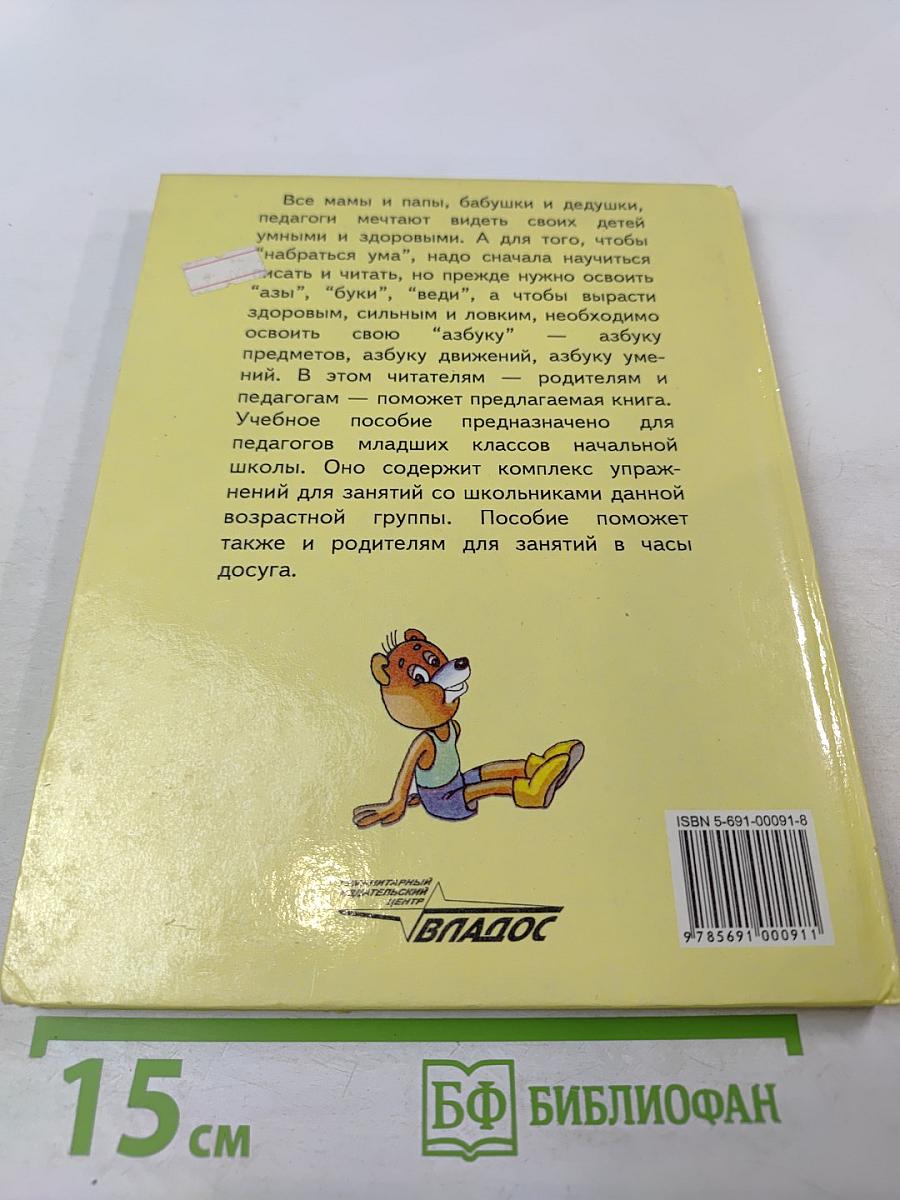 Все мамы и папы, бабушки и дедушки,
педагоги мечтают видеть своих детей
умными и здоровыми. А для того, чтобы
“набраться ума”, надо сначала научиться
писать и читать, но прежде нужно освоить
“азы”, “буки”, “веди”, а чтобы вырасти
здоровым, сильным и ловким, необходимо
освоить свою “азбуку” — азбуку
предметов, азбуку движений, азбуку уме-
ний. В этом читателям — родителям и
педагогам — поможет предлагаемая книга.
Учебное пособие предназначено для
педагогов младших классов начальной
школы. Оно содержит комплекс упраж-
нений для занятий со школьниками данной
возрастной группы. Пособие поможет
также и родителям для занятий в часы
досуга.
ISBN 5-691-00091-8
9 785691 000911
ГУМАНИТАРНЫЙ
ИЗДАТЕЛЬСКИЙ
ЦЕНТР
ВЛАДОС
15 см
БФ БИБЛИОФАН